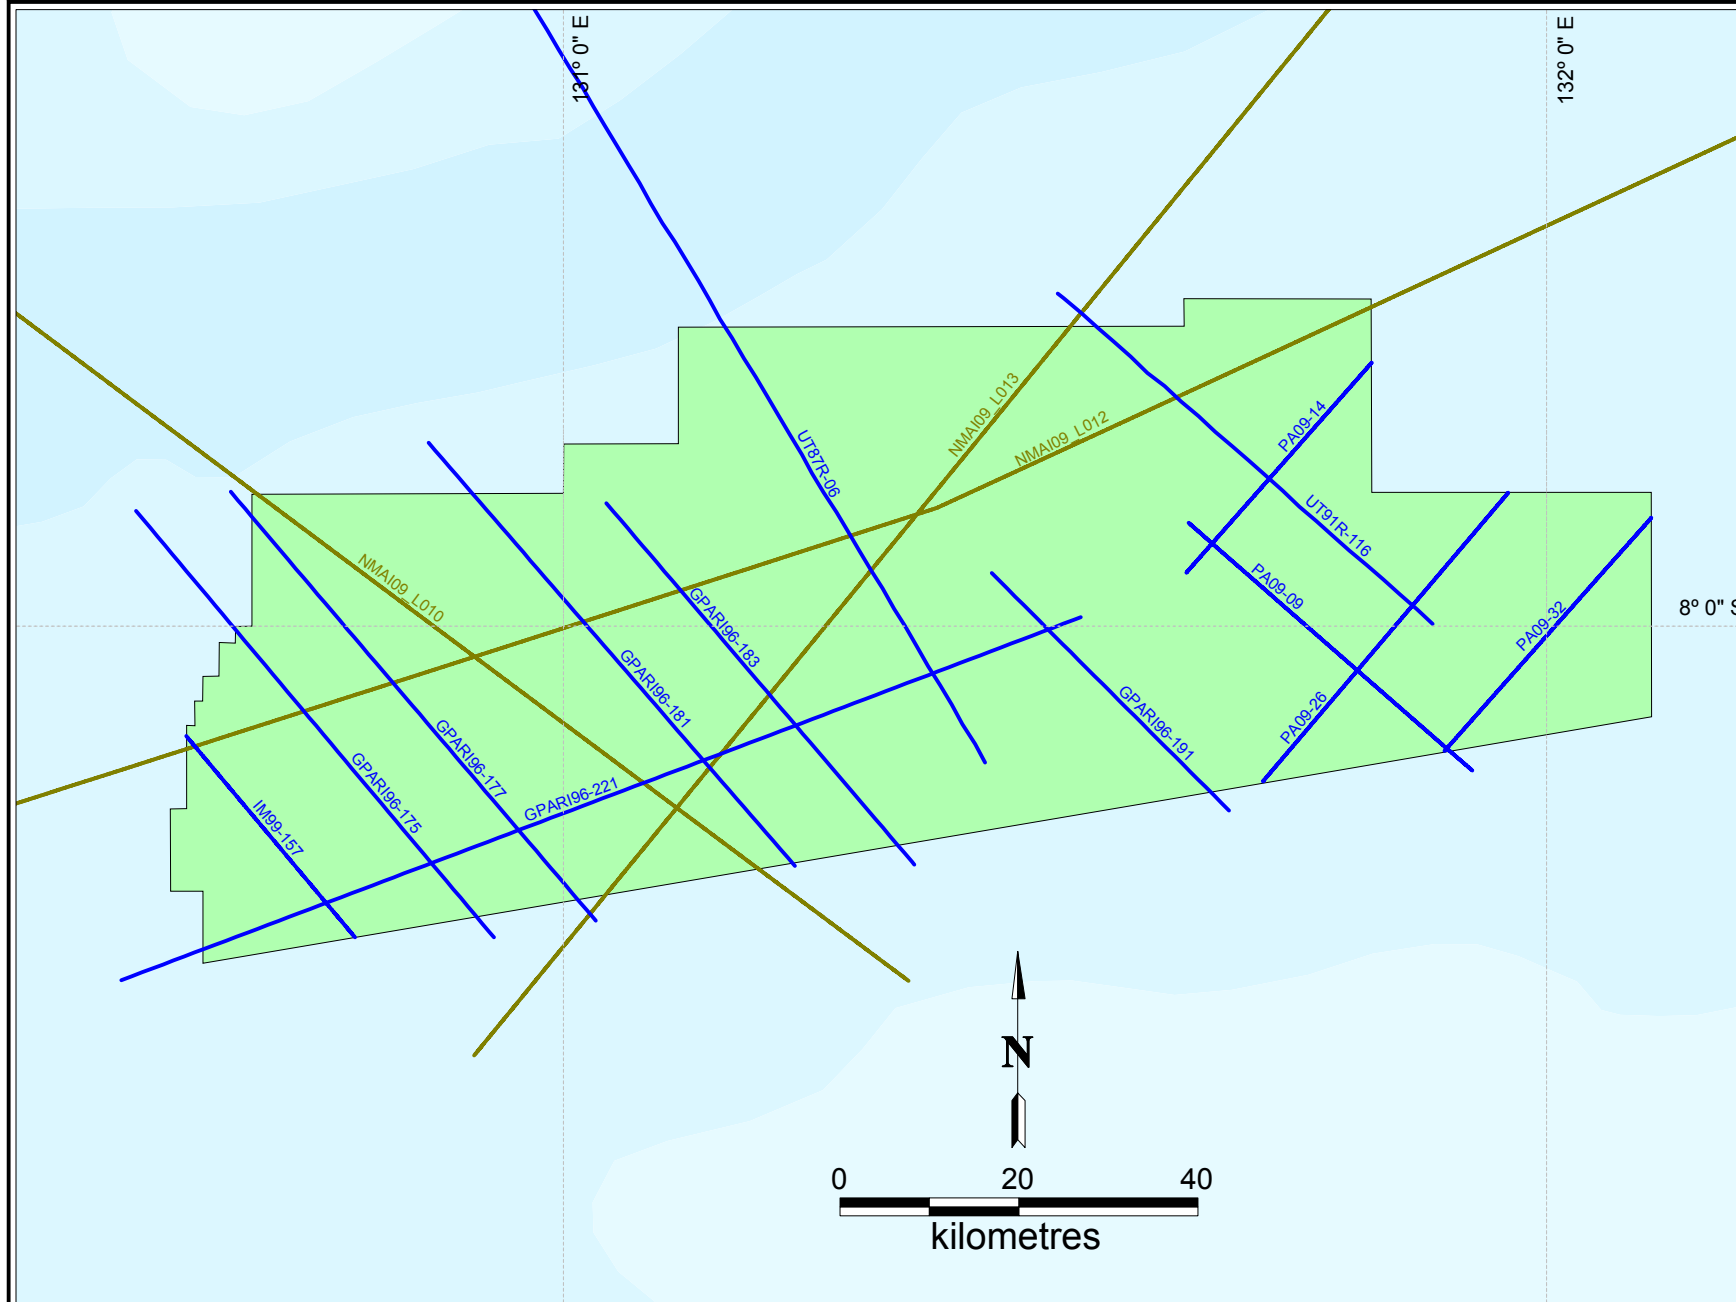 131° 0" E
132° 0" E
NMAI09_L013
NMAI09_L012
PA09-14
UT87R-06
UT91R-116
NMAI09_L010
PA09-09
8° 0" S
GPARI96-183
PA09-32
GPARI96-181
GPARI96-191
PA09-26
GPARI96-177
GPARI96-175
GPARI96-221
IM99-157
N
0 20 40
kilometres